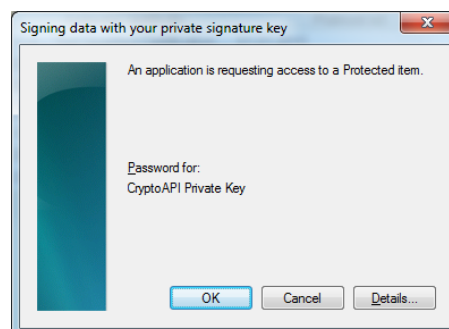 Signing data with your private signature key
An application is requesting access to a Protected item.
Password for:
CryptoAPI Private Key
OK Cancel Details...